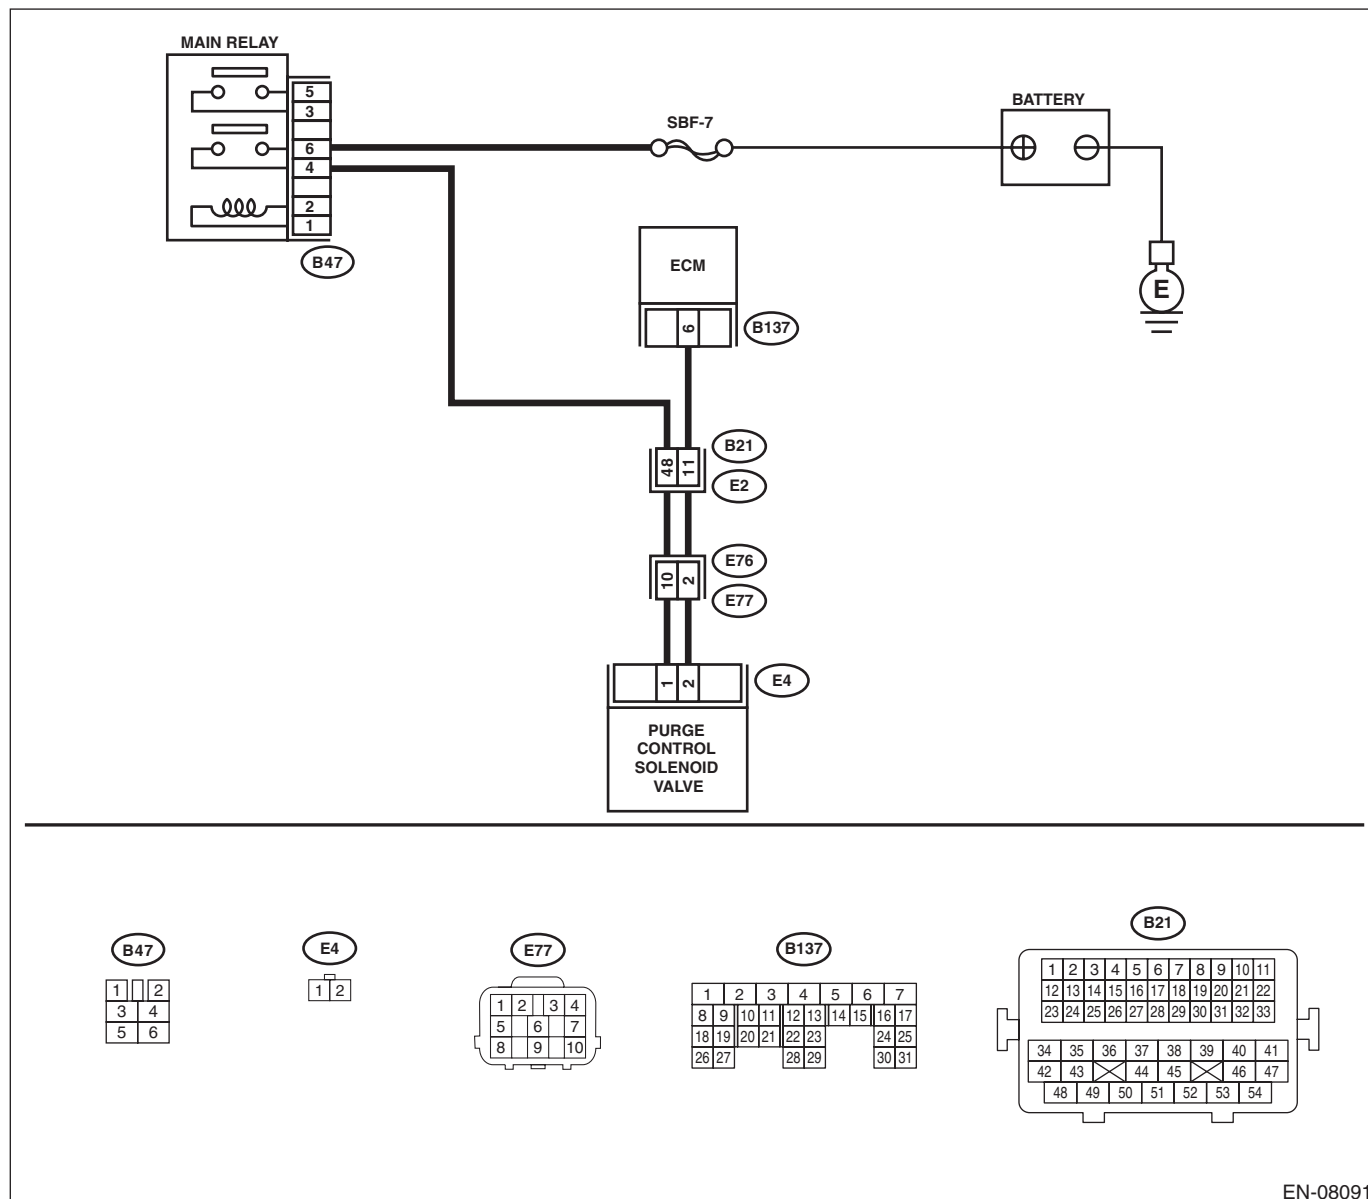 MAIN RELAY
5
3
6
4
2
1
B47
SBF-7
BATTERY
E
ECM
6
B137
48 11
B21
E2
10 2
E76
E77
1 2
E4
PURGE
CONTROL
SOLENOID
VALVE
B47
1 2
3 4
5 6
E4
1 2
E77
1 2 3 4
5 6 7
8 9 10
B137
1 2 3 4 5 6 7
8 9 10 11 12 13 14 15 16 17
18 19 20 21 22 23 24 25
26 27 28 29 30 31
B21
1 2 3 4 5 6 7 8 9 10 11
12 13 14 15 16 17 18 19 20 21 22
23 24 25 26 27 28 29 30 31 32 33
34 35 36 37 38 39 40 41
42 43 44 45 46 47
48 49 50 51 52 53 54
EN-08091